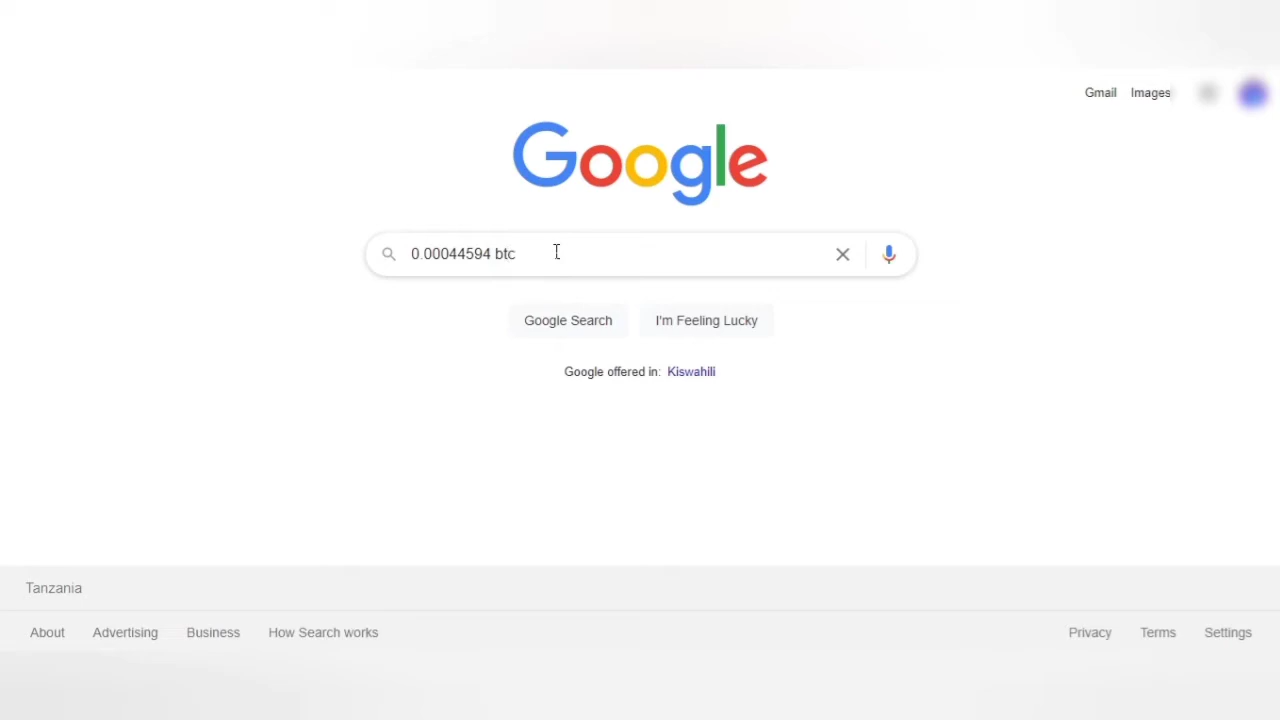 Gmail Images
Google
0.00044594 btc
Google Search I'm Feeling Lucky
Google offered in: Kiswahili
Tanzania
About Advertising Business How Search works Privacy Terms Settings